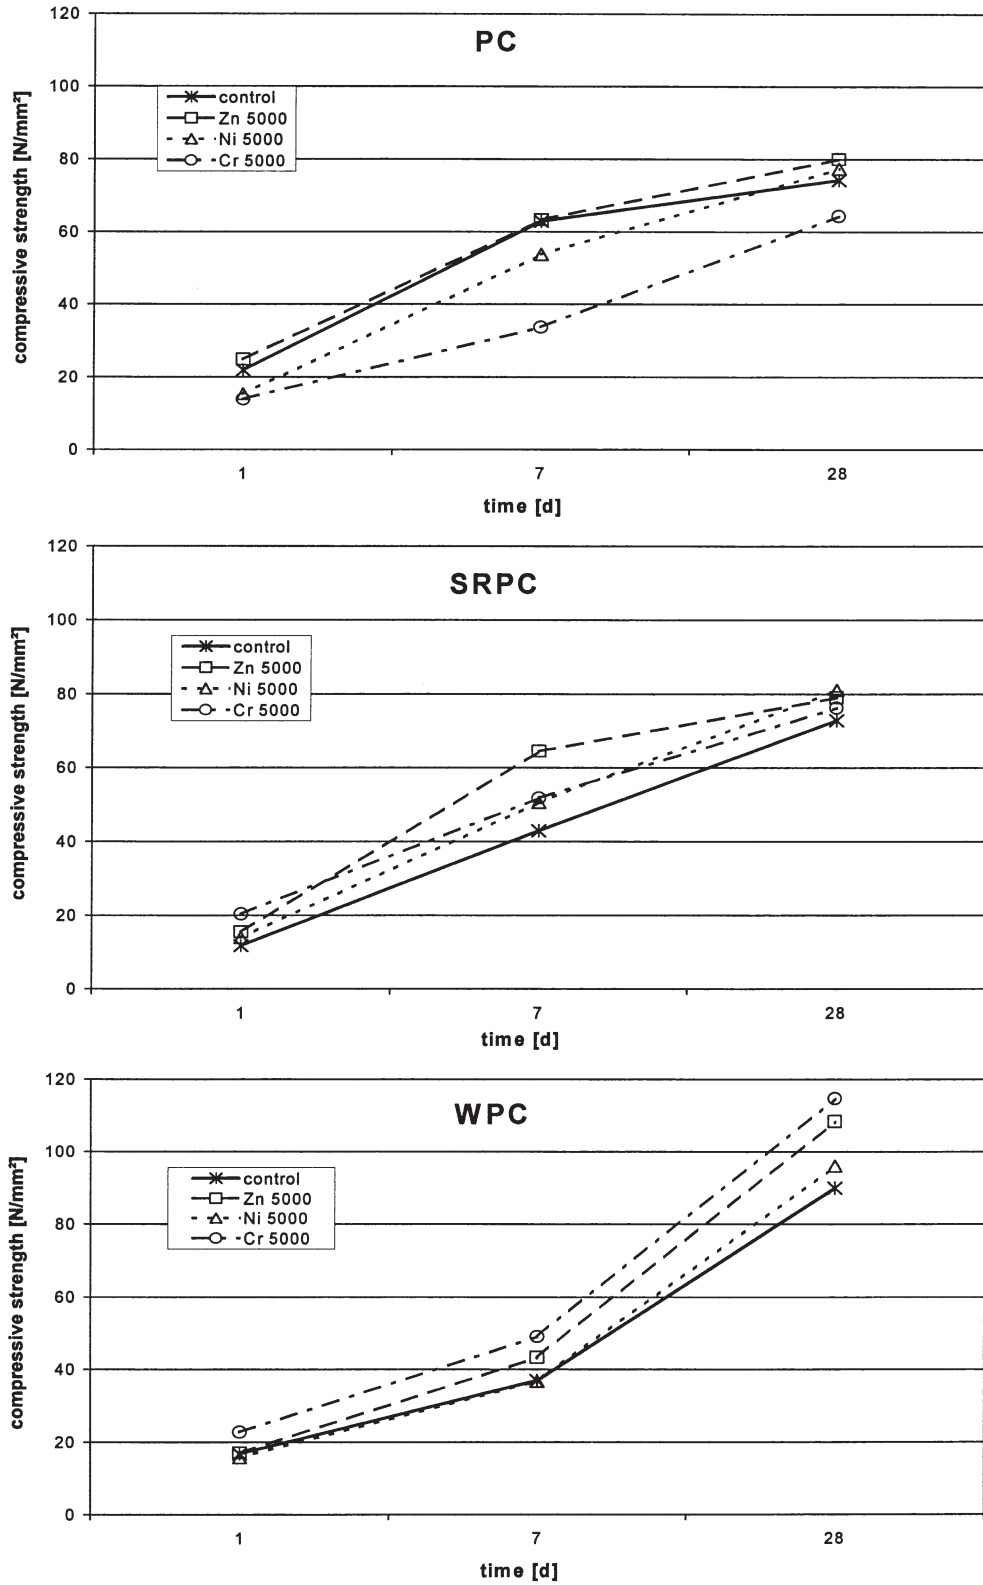 PC
compressive strength [N/mm²]
120
100
80
60
40
20
0
control
Zn 5000
Ni 5000
Cr 5000
1 7 28
time [d]
SRPC
compressive strength [N/mm²]
120
100
80
60
40
20
0
control
Zn 5000
Ni 5000
Cr 5000
1 7 28
time [d]
WPC
compressive strength [N/mm²]
120
100
80
60
40
20
0
control
Zn 5000
Ni 5000
Cr 5000
1 7 28
time [d]